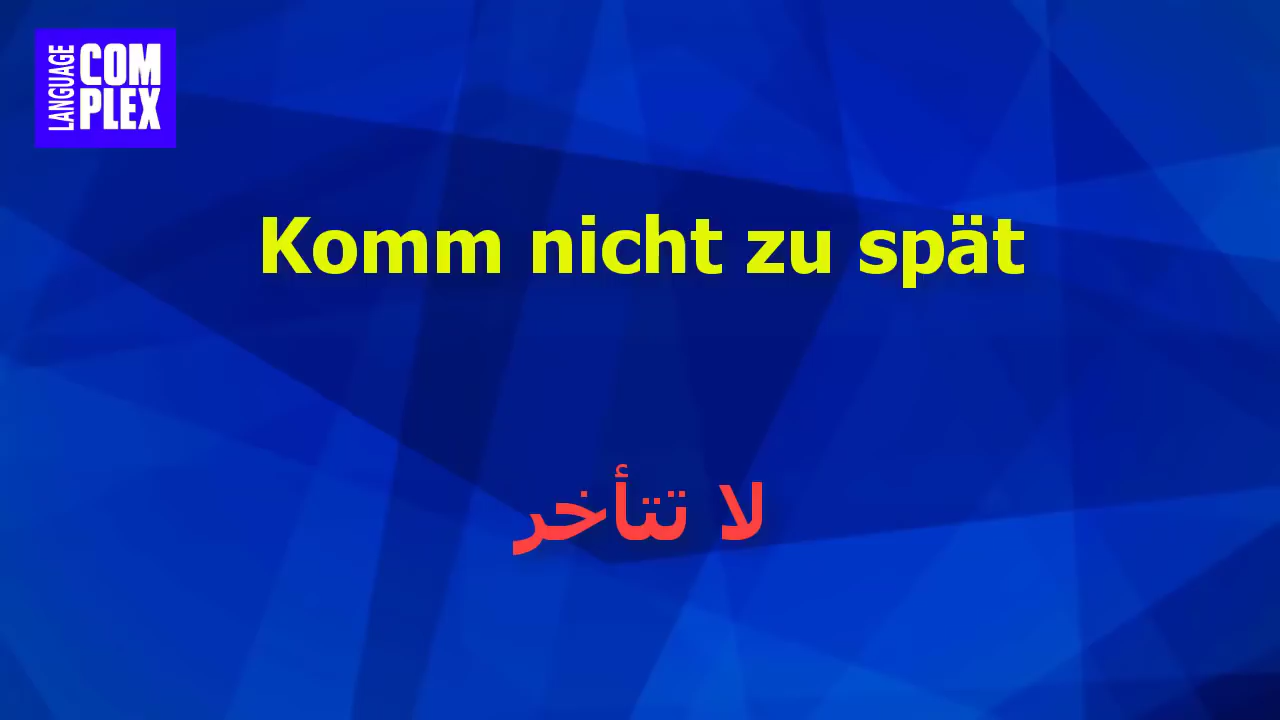 LANGUAGE
COM
PLEX
Komm nicht zu spät
لا تتأخر